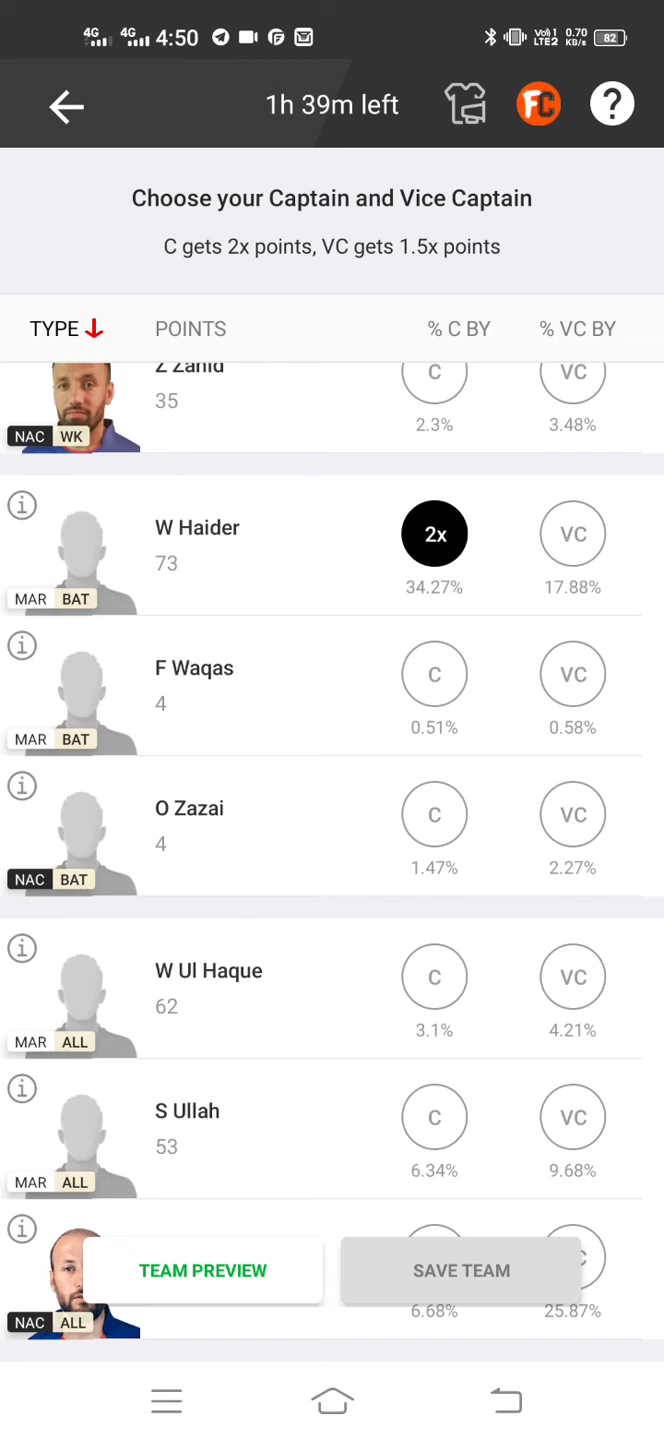 4G 4G 4:50 Vol) 1 LTE2 0.70 KB/s 82
1h 39m left FC ?
Choose your Captain and Vice Captain
C gets 2x points, VC gets 1.5x points
TYPE POINTS % C BY % VC BY
Z Zahid C VC
35
2.3% 3.48%
NAC WK
i
W Haider 2x VC
73
34.27% 17.88%
MAR BAT
i
F Waqas C VC
4
0.51% 0.58%
MAR BAT
i
O Zazai C VC
4
1.47% 2.27%
NAC BAT
i
W Ul Haque C VC
62
3.1% 4.21%
MAR ALL
i
S Ullah C VC
53
6.34% 9.68%
MAR ALL
i
TEAM PREVIEW SAVE TEAM
6.68% 25.87%
NAC ALL